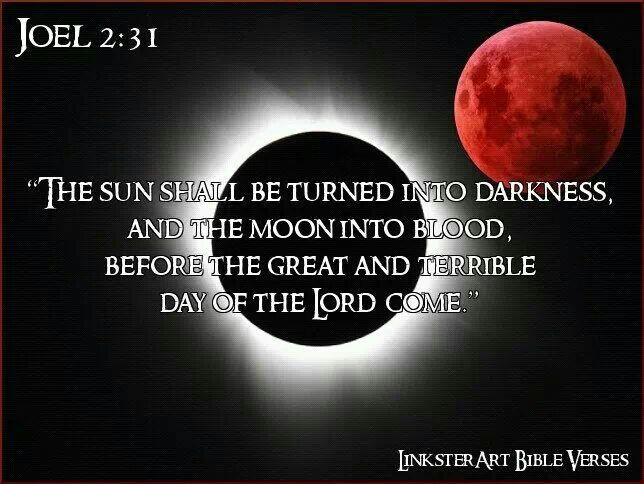 Joel 2:31
"The sun shall be turned into darkness,
and the moon into blood,
before the great and terrible
day of the Lord come."
LinksterArt Bible Verses